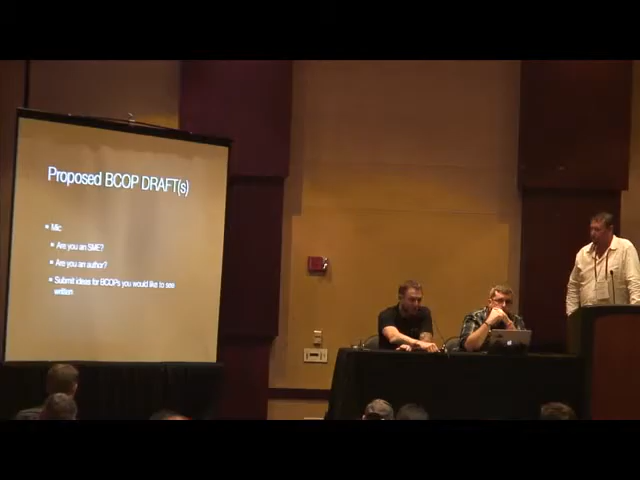 Proposed BCOP DRAFT(s)
Mic
Are you an SME?
Are you an author?
Submit ideas for BCOPs you would like to see
written